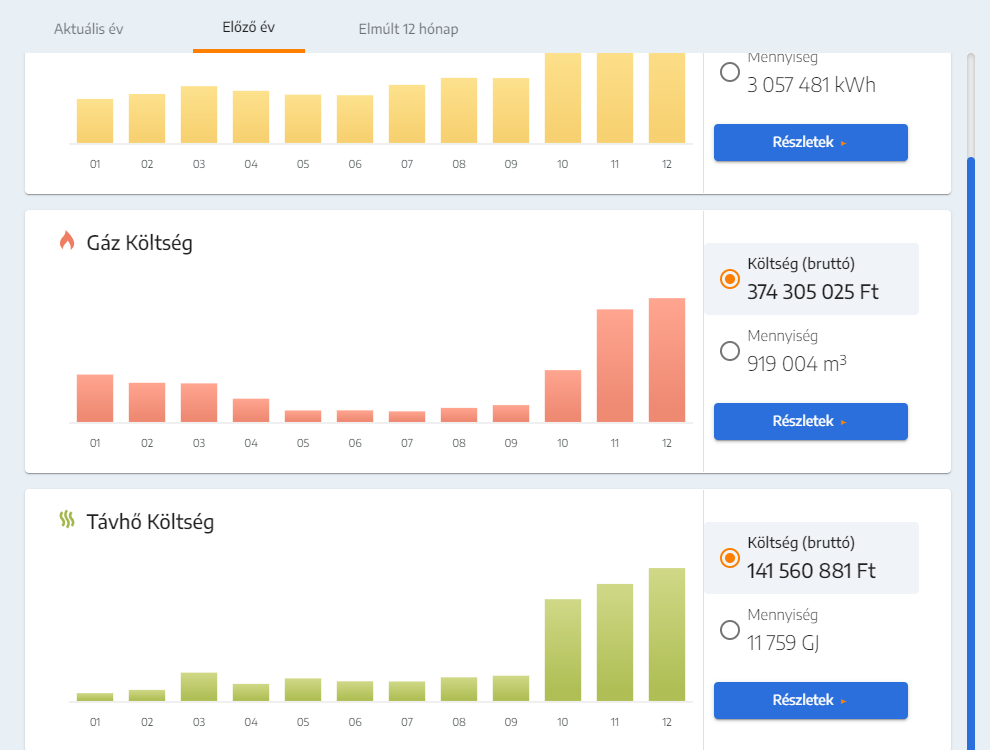 Aktuális év
Előző év
Elmúlt 12 hónap
01 02 03 04 05 06 07 08 09 10 11 12
Mennyiség
3 057 481 kWh
Részletek
Gáz Költség
01 02 03 04 05 06 07 08 09 10 11 12
Költség (bruttó)
374 305 025 Ft
Mennyiség
919 004 m³
Részletek
Távhő Költség
01 02 03 04 05 06 07 08 09 10 11 12
Költség (bruttó)
141 560 881 Ft
Mennyiség
11 759 GJ
Részletek